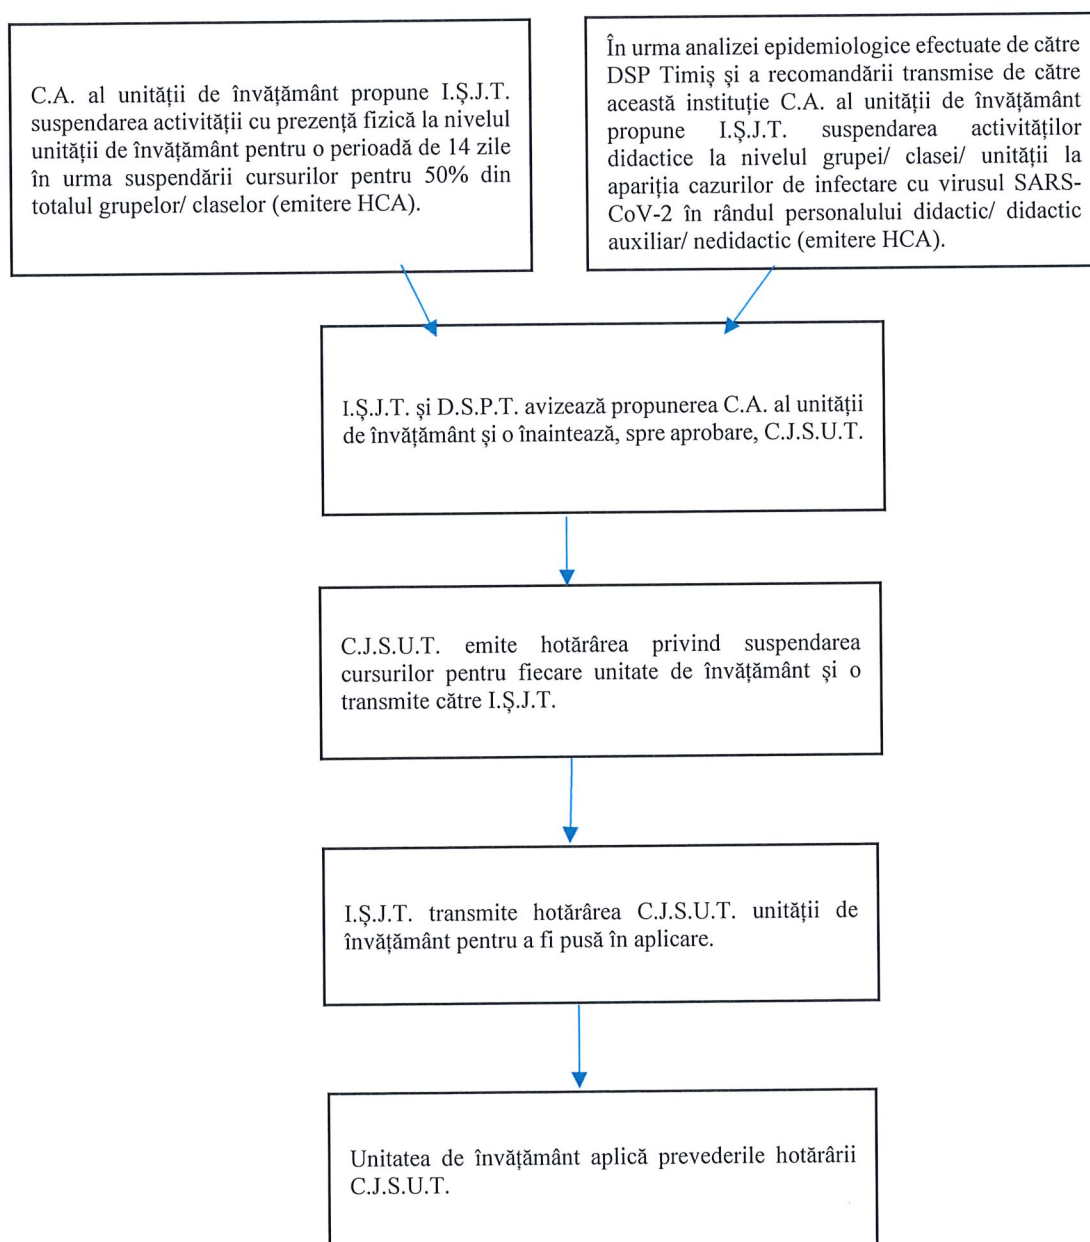 C.A. al unității de învățământ propune I.Ș.J.T.
suspendarea activității cu prezență fizică la nivelul
unității de învățământ pentru o perioadă de 14 zile
în urma suspendării cursurilor pentru 50% din
totalul grupelor/ claselor (emitere HCA).
În urma analizei epidemiologice efectuate de către
DSP Timiș și a recomandării transmise de către
această instituție C.A. al unității de învățământ
propune I.Ș.J.T. suspendarea activităților
didactice la nivelul grupei/ clasei/ unității la
apariția cazurilor de infectare cu virusul SARS-
CoV-2 în rândul personalului didactic/ didactic
auxiliar/ nedidactic (emitere HCA).
I.Ș.J.T. și D.S.P.T. avizează propunerea C.A. al unității
de învățământ și o înaintează, spre aprobare, C.J.S.U.T.
C.J.S.U.T. emite hotărârea privind suspendarea
cursurilor pentru fiecare unitate de învățământ și o
transmite către I.Ș.J.T.
I.Ș.J.T. transmite hotărârea C.J.S.U.T. unității de
învățământ pentru a fi pusă în aplicare.
Unitatea de învățământ aplică prevederile hotărârii
C.J.S.U.T.